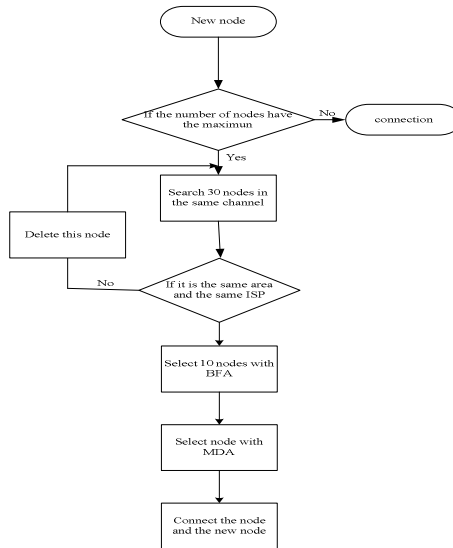 New node
If the number of nodes have
the maximun
No
connection
Yes
Search 30 nodes in
the same channel
Delete this node
No
If it is the same area
and the same ISP
Select 10 nodes with
BFA
Select node with
MDA
Connect the node
and the new node